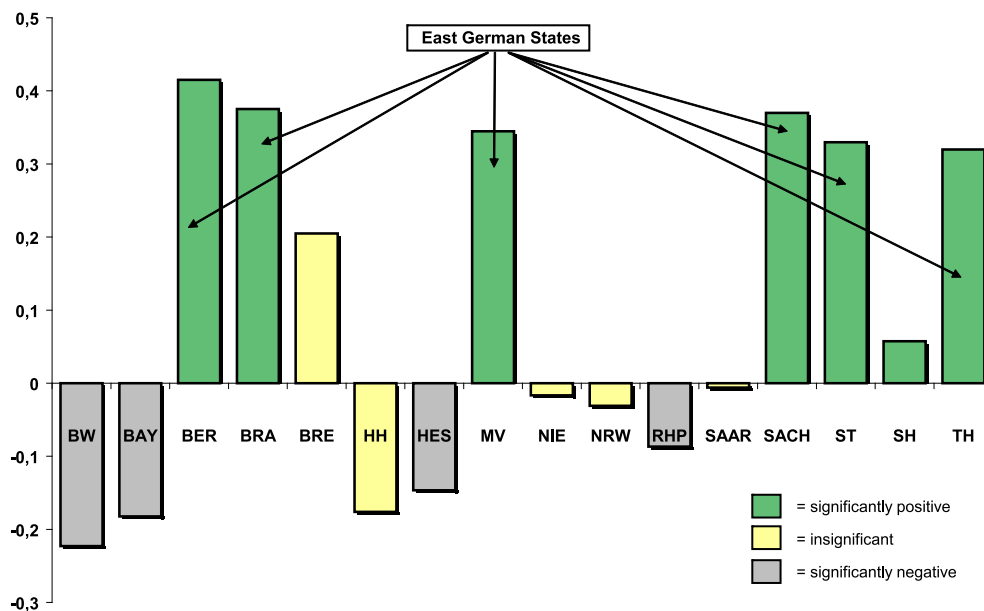 0,5
East German States
0,4
0,3
0,2
0,1
0
BW BAY BER BRA BRE HH HES MV NIE NRW RHP SAAR SACH ST SH TH
-0,1
-0,2
-0,3
= significantly positive
= insignificant
= significantly negative